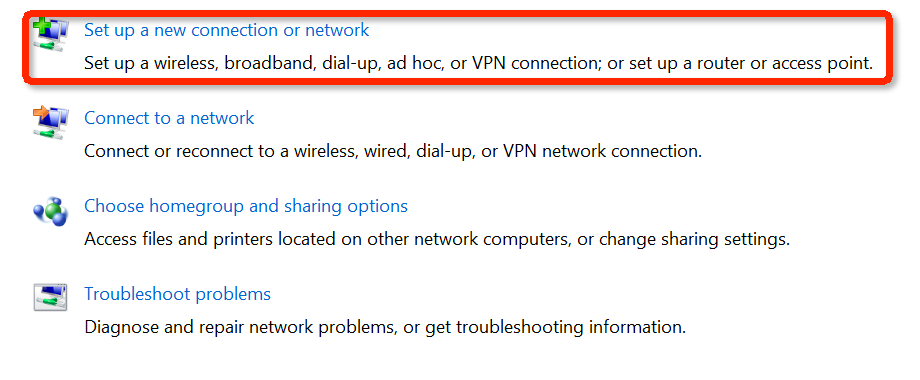 Set up a new connection or network
Set up a wireless, broadband, dial-up, ad hoc, or VPN connection; or set up a router or access point.
Connect to a network
Connect or reconnect to a wireless, wired, dial-up, or VPN network connection.
Choose homegroup and sharing options
Access files and printers located on other network computers, or change sharing settings.
Troubleshoot problems
Diagnose and repair network problems, or get troubleshooting information.